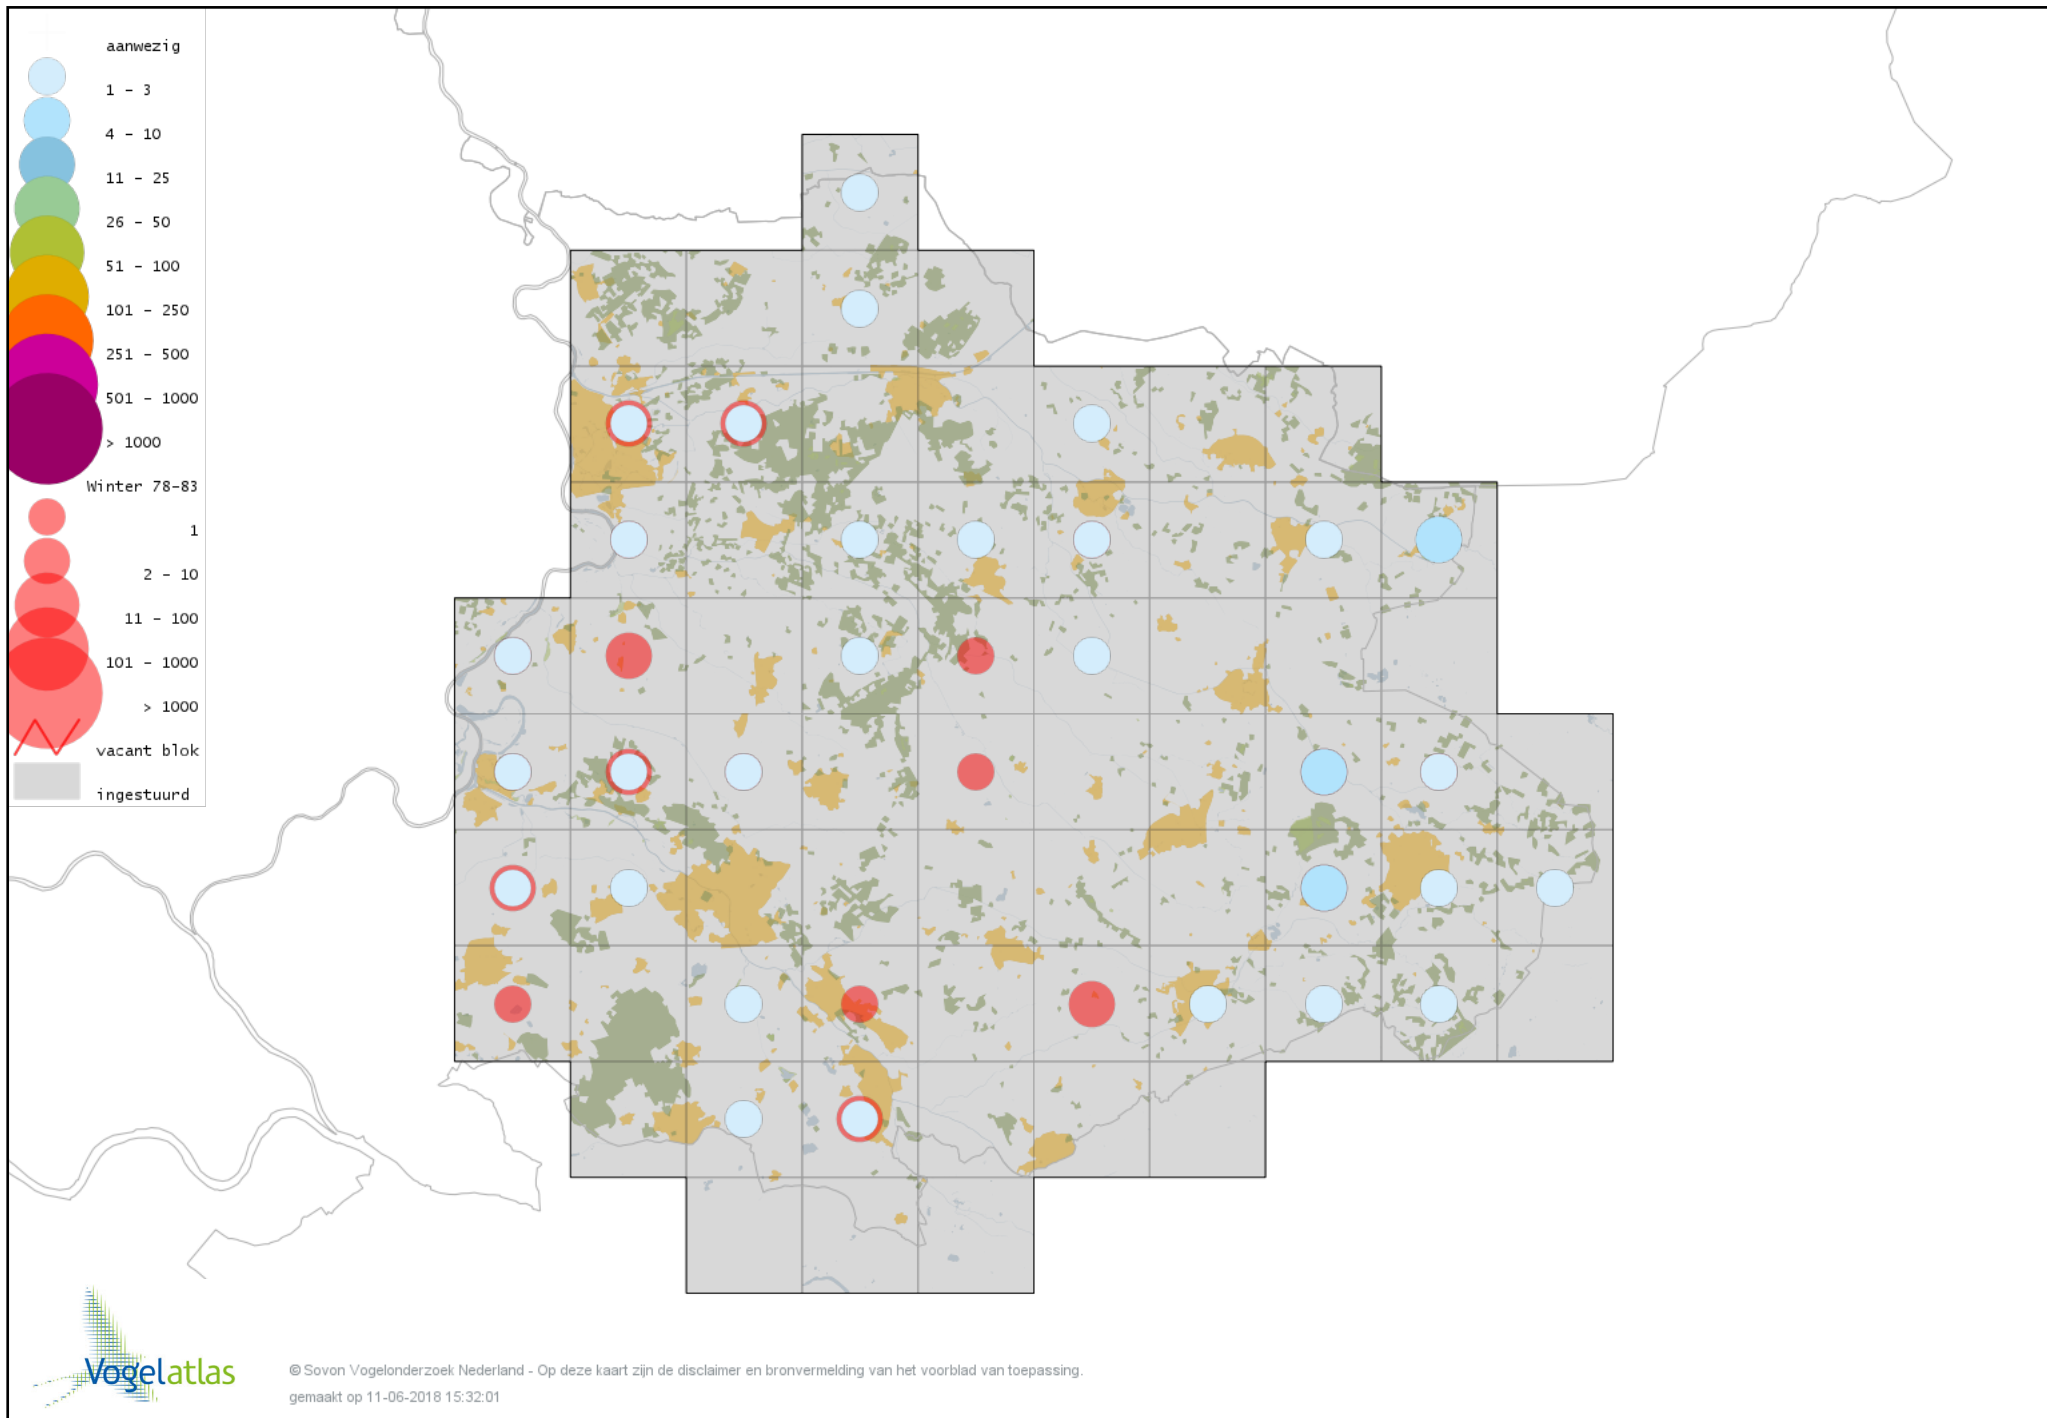 aanwezig
1 - 3
4 - 10
11 - 25
26 - 50
51 - 100
101 - 250
251 - 500
501 - 1000
> 1000
Winter 78-83
1
2 - 10
11 - 100
101 - 1000
> 1000
vacant blok
ingestuurd
Vogelatlas
© Sovon Vogelonderzoek Nederland - Op deze kaart zijn de disclaimer en bronvermelding van het voorblad van toepassing.
gemaakt op 11-06-2018 15:32:01